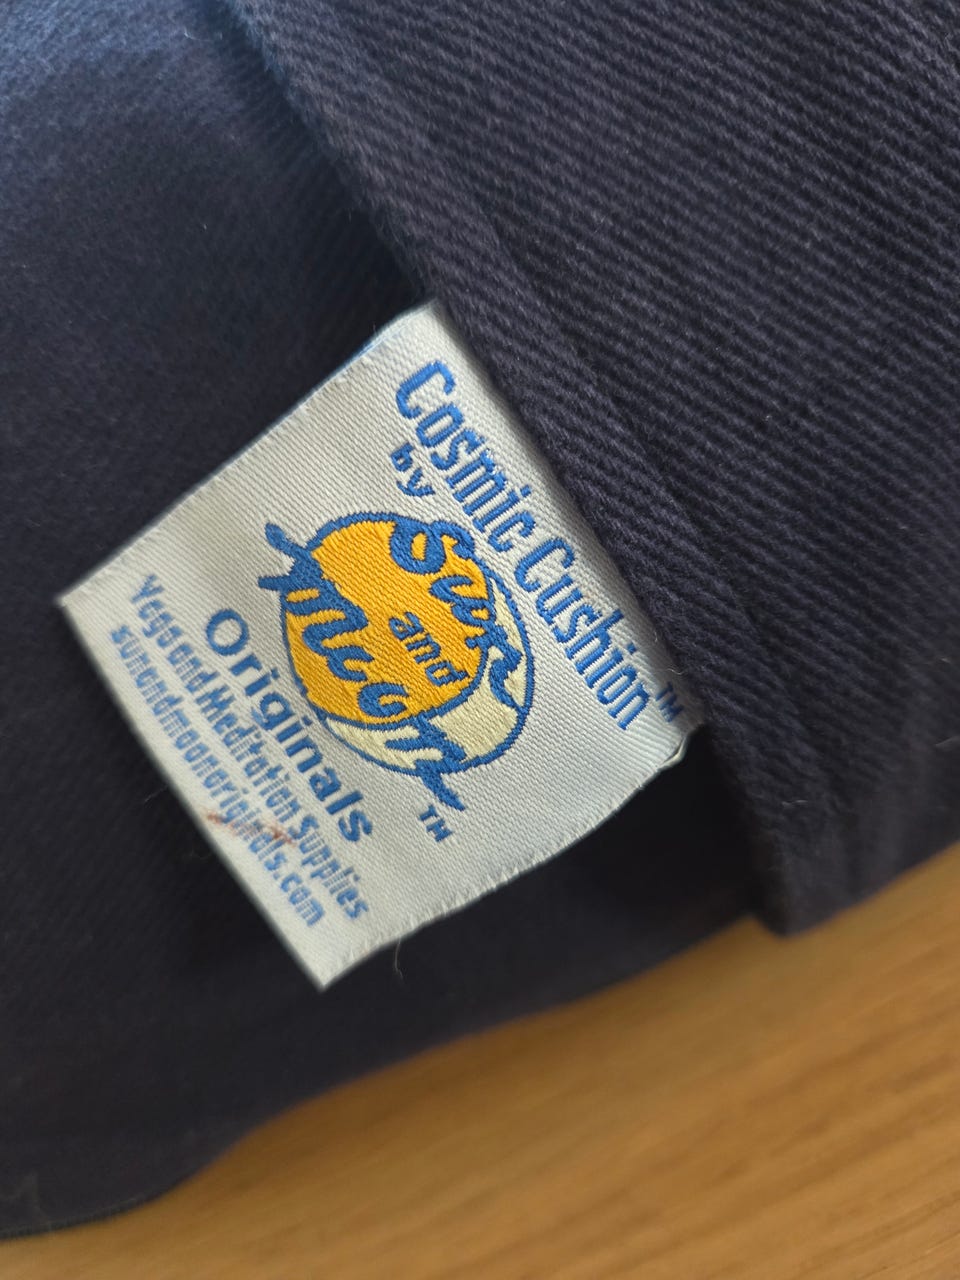 Cosmic Cushion™
by
Sun
and
Moon™
Originals
Yoga and Meditation Supplies
sunandmoonoriginals.com